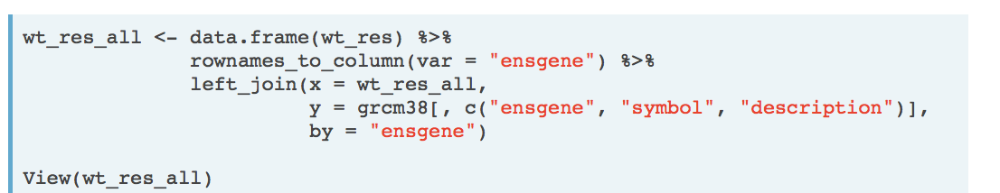 wt_res_all <- data.frame(wt_res) %>%
rownames_to_column(var = "ensgene") %>%
left_join(x = wt_res_all,
y = grcm38[, c("ensgene", "symbol", "description")],
by = "ensgene")
View(wt_res_all)